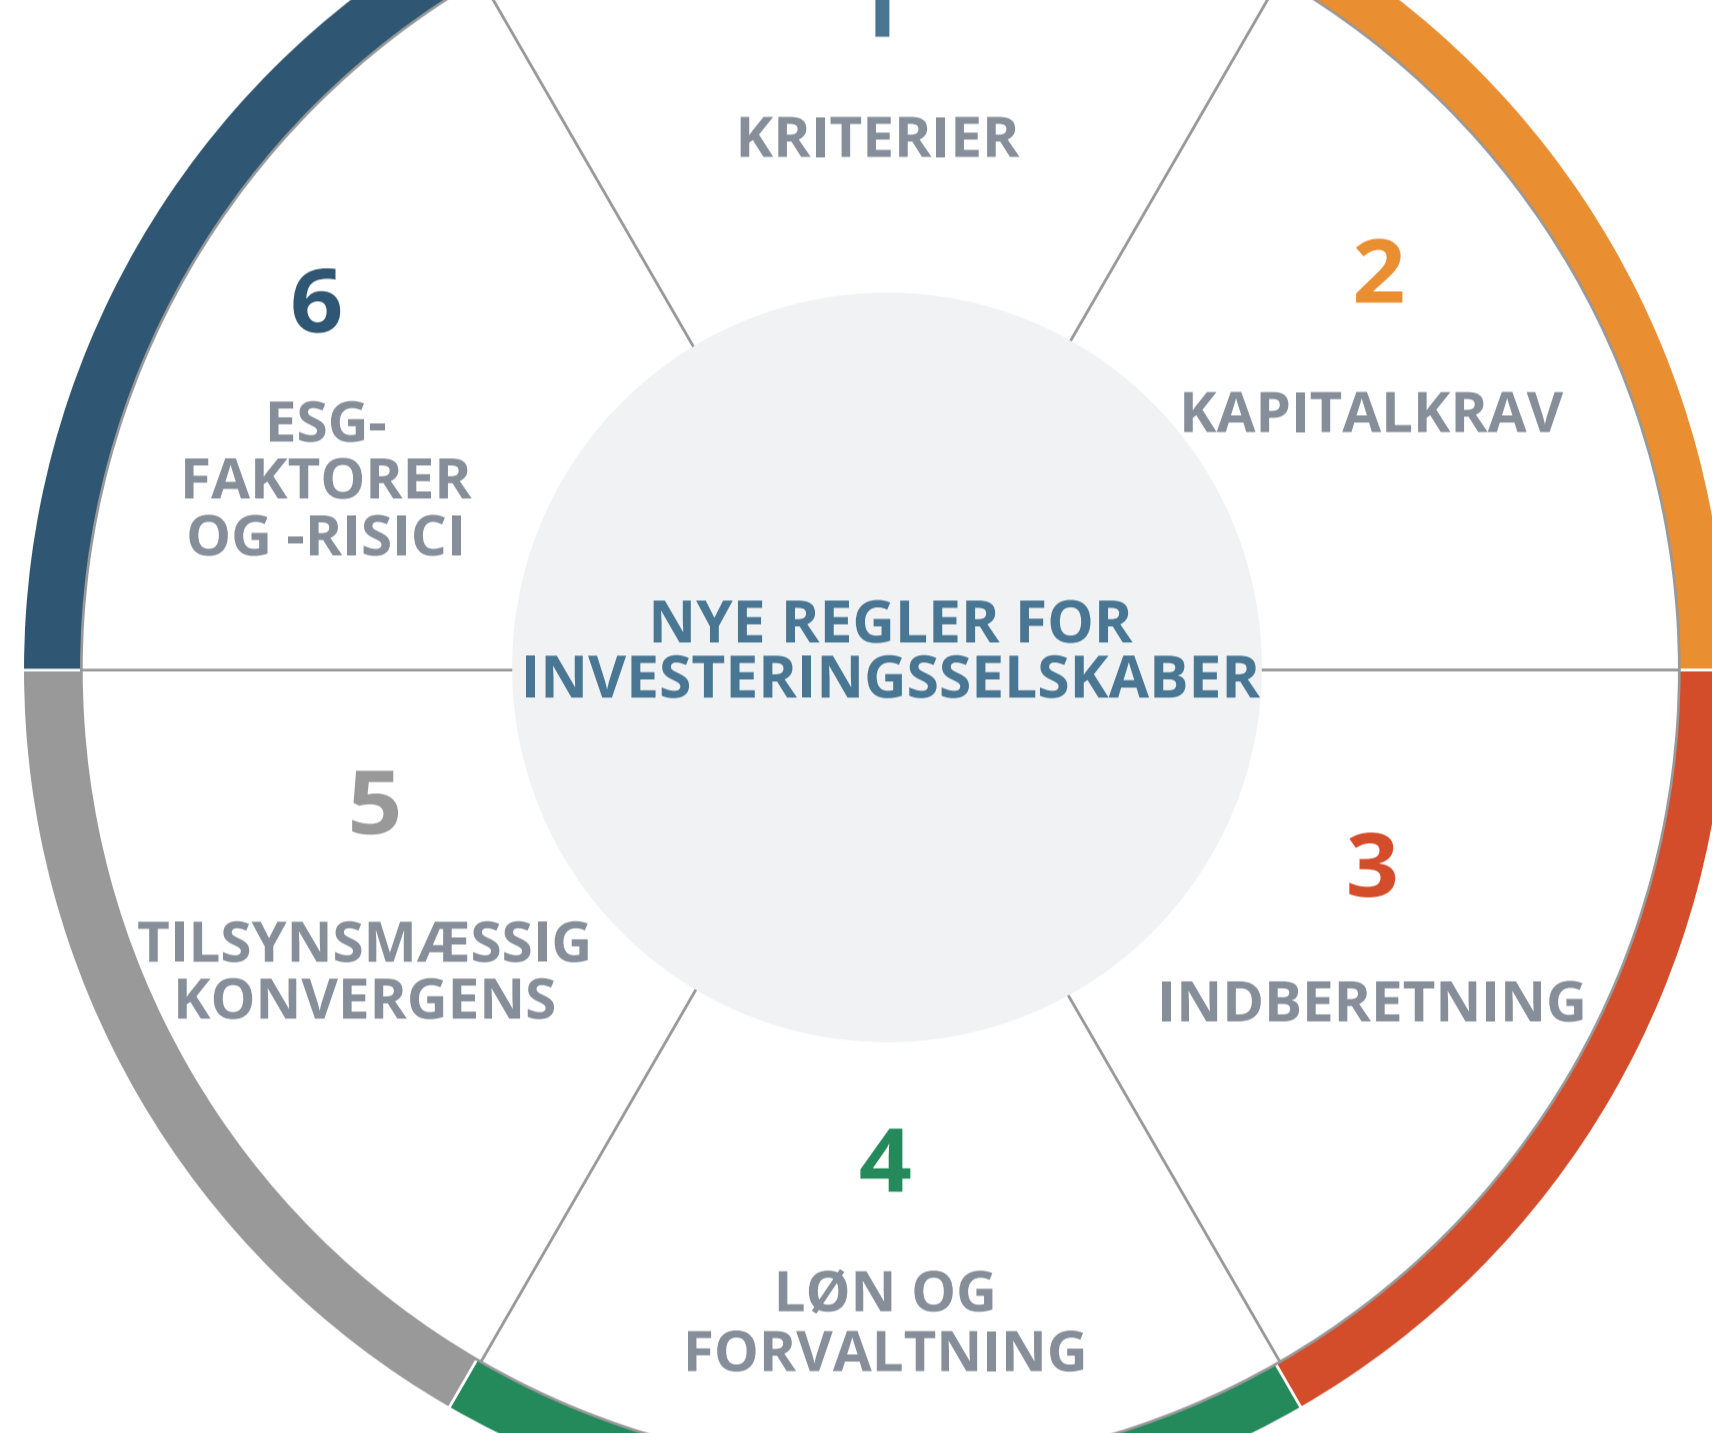 1
KRITERIER
2
KAPITALKRAV
3
INDBERETNING
4
LØN OG
FORVALTNING
5
TILSYNSMÆSSIG
KONVERGENS
6
ESG-
FAKTORER
OG -RISICI
NYE REGLER FOR
INVESTERINGSSELSKABER